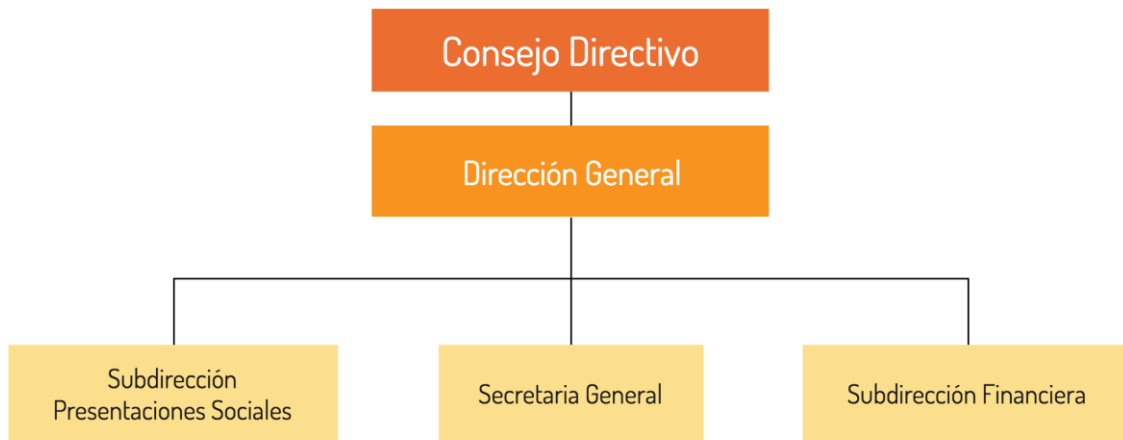 Consejo Directivo
Dirección General
Subdirección
Presentaciones Sociales
Secretaria General
Subdirección Financiera